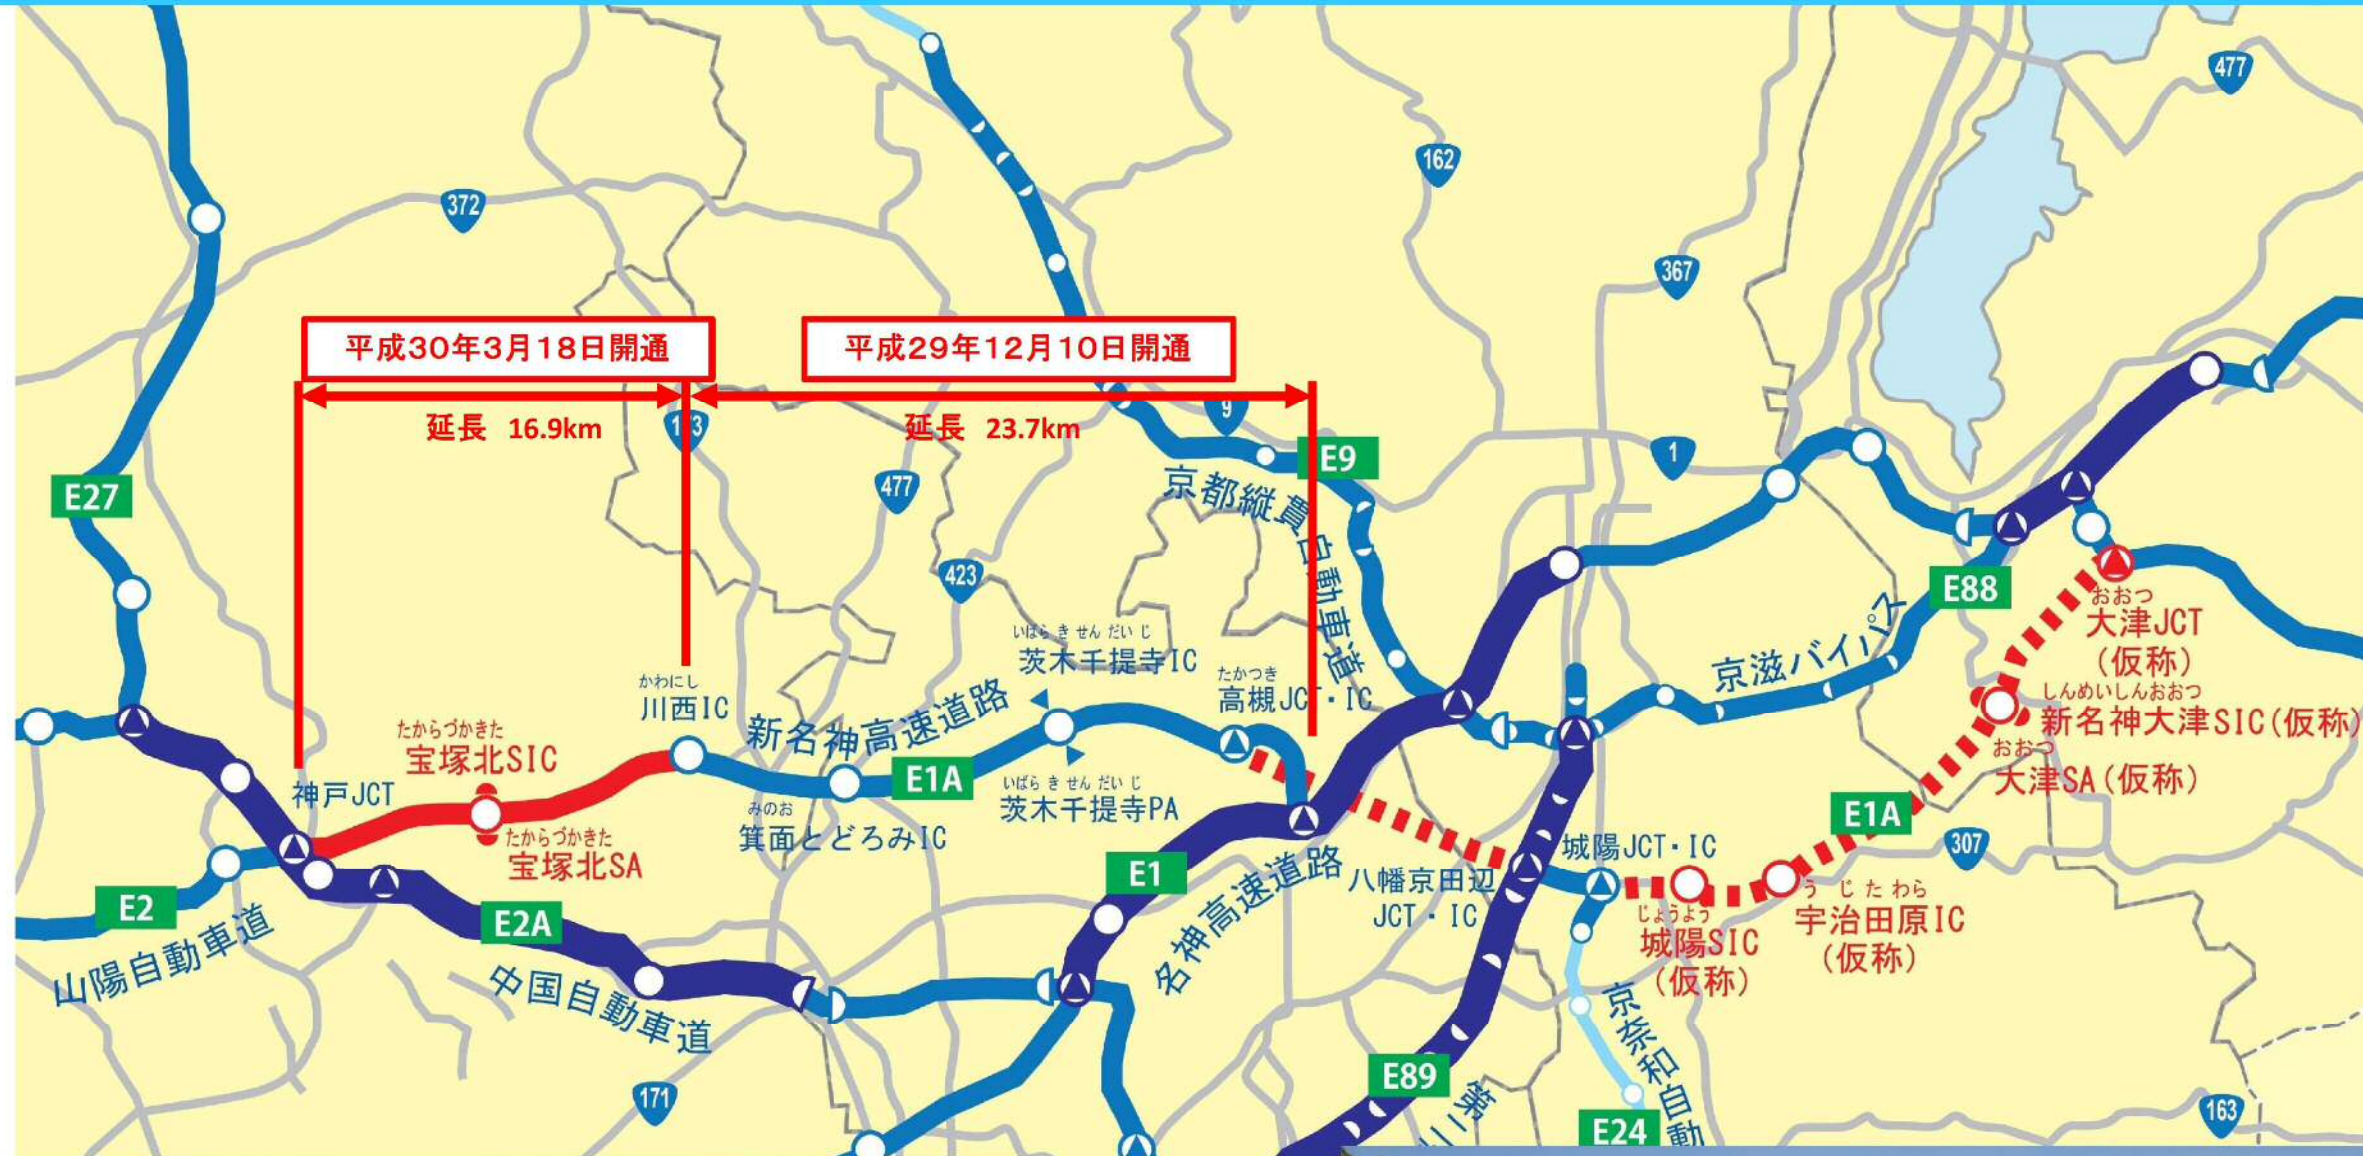 477
162
372
367
平成30年3月18日開通
平成29年12月10日開通
延長 16.9km
延長 23.7km
9
E9
1
E27
477
京都縦貫自動車道
423
E88
おおつ
大津JCT
(仮称)
いばら き せん だい じ
茨木千提寺IC
たかつき
高槻JCT・IC
京滋バイパス
かわにし
川西IC
新名神高速道路
しんめいしんおおつ
新名神大津SIC(仮称)
たからづかきた
宝塚北SIC
おおつ
大津SA(仮称)
神戸JCT
E1A
いばら き せん だい じ
茨木千提寺PA
みのお
箕面とどろみIC
E1A
307
たからづかきた
宝塚北SA
城陽JCT・IC
E1
八幡京田辺
JCT・IC
名神高速道路
う じ た わら
宇治田原IC
(仮称)
じょうよう
城陽SIC
(仮称)
E2
山陽自動車道
E2A
中国自動車道
京奈和自動
E89
第二
171
E24
163